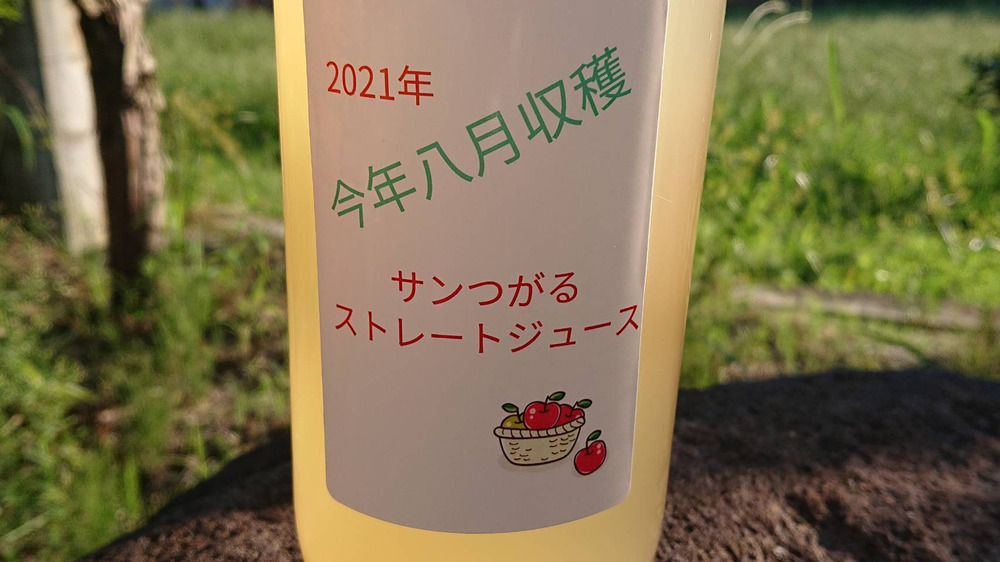 2021年
今年八月収穫
サンつがる
ストレートジュース